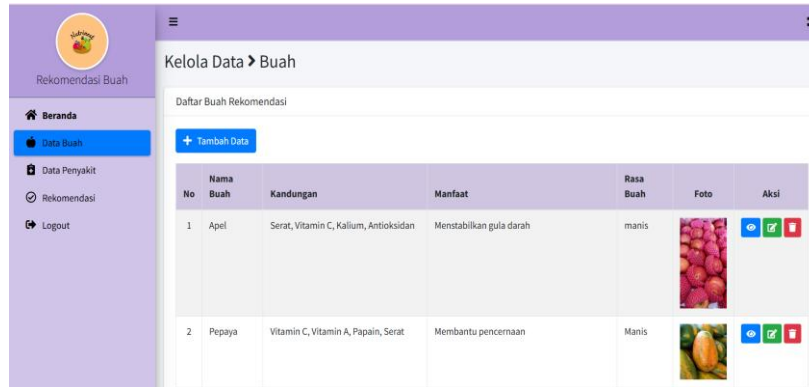 Rekomendasi Buah
Beranda
Data Buah
Data Penyakit
Rekomendasi
Logout
Kelola Data > Buah
Daftar Buah Rekomendasi
+ Tambah Data
No Nama Buah Kandungan Manfaat Rasa Buah Foto Aksi
1 Apel Serat, Vitamin C, Kalium, Antioksidan Menstabilkan gula darah manis
2 Pepaya Vitamin C, Vitamin A, Papain, Serat Membantu pencernaan Manis